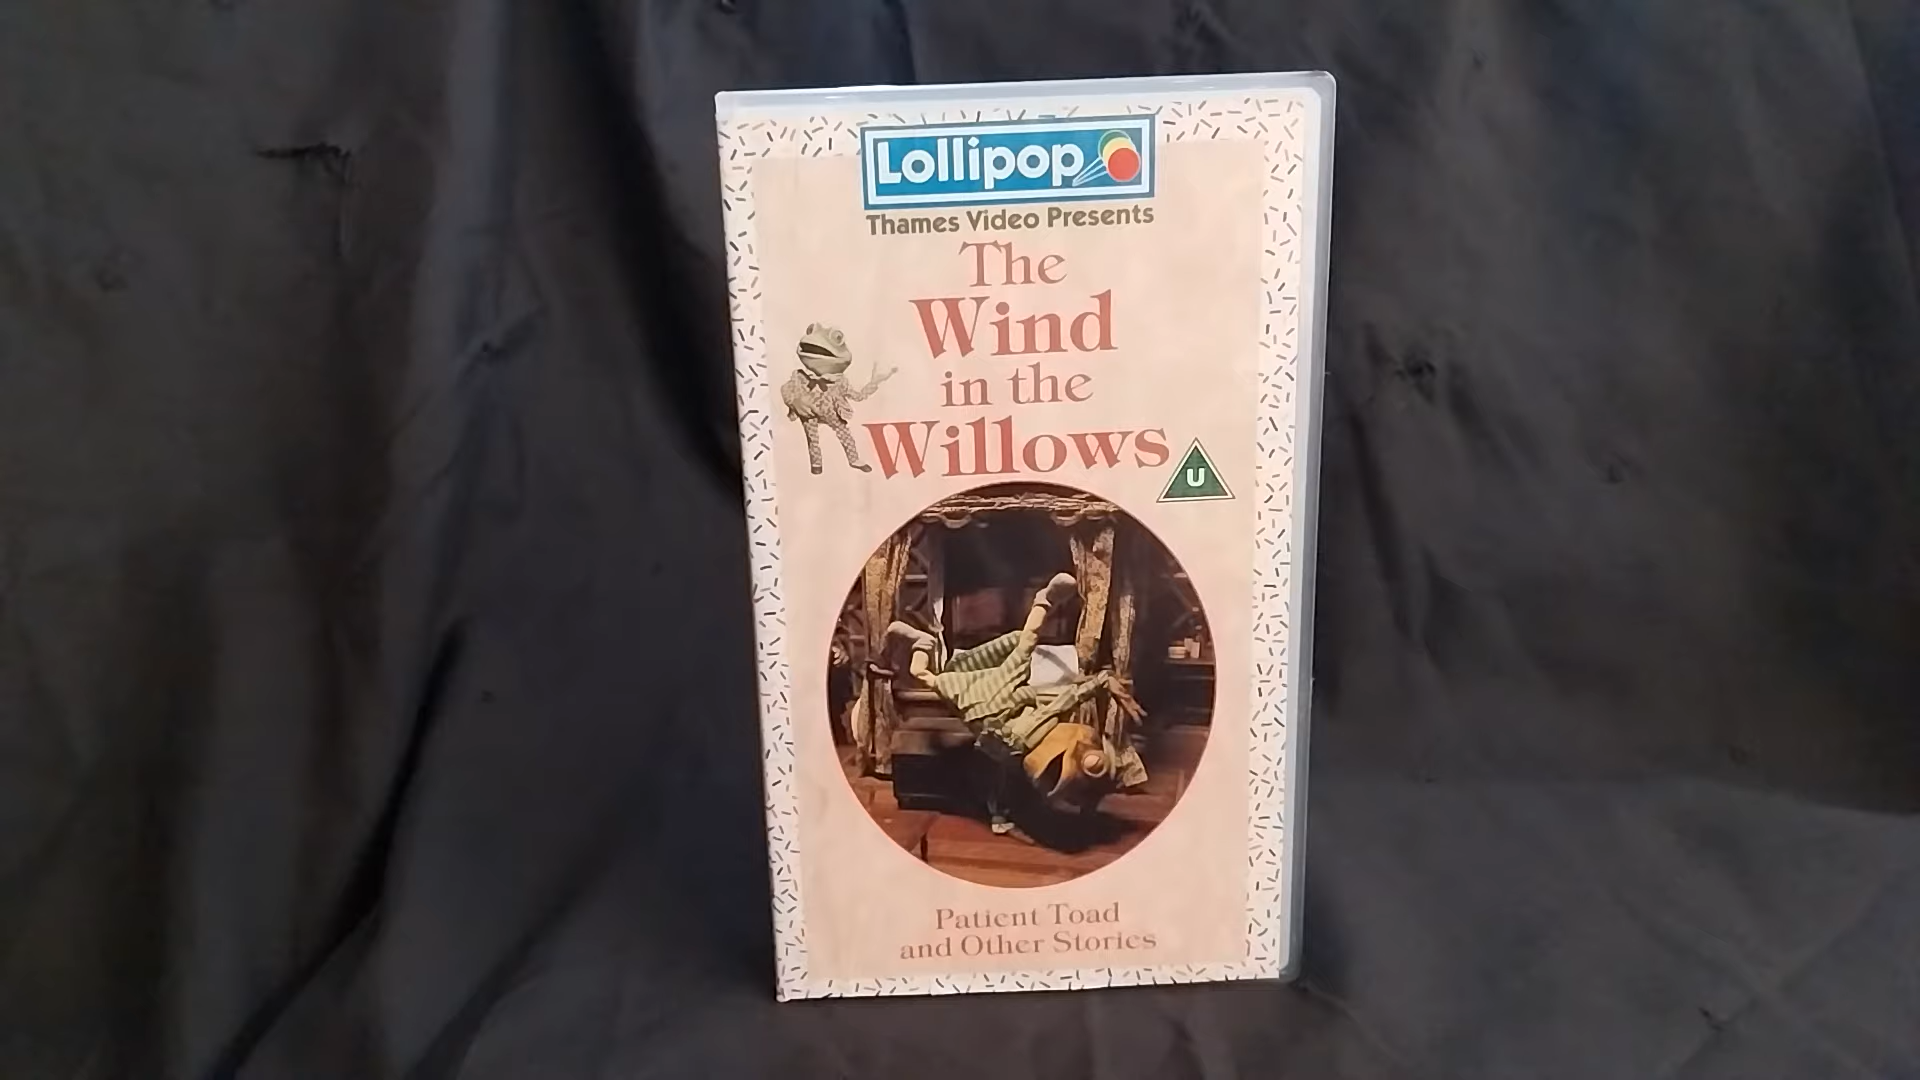 Lollipop
Thames Video Presents
The
Wind
in the
Willows
U
Patient Toad
and Other Stories